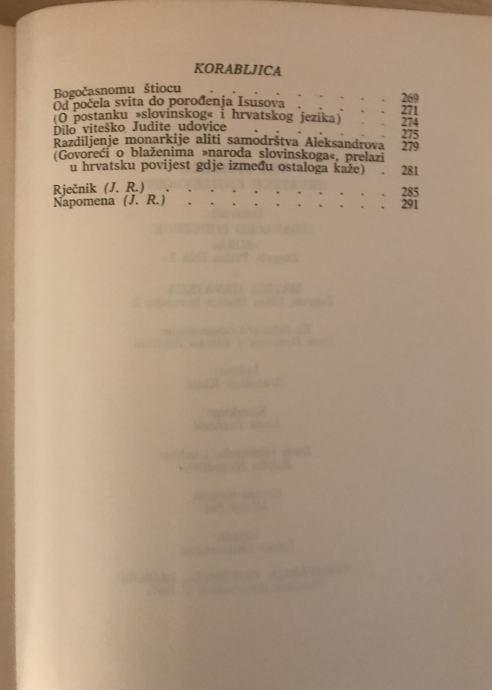 KORABLJICA
Bogočasnomu štiocu . . . . . . . . . 269
Od počela svita do porođenja Isusova . . . . 271
(O postanku »slovinskog« i hrvatskog jezika) . . 274
Dilo viteško Judite udovice . . . . . . 275
Razdiljenje monarkije aliti samodrštva Aleksandrova 279
(Govoreći o blaženima »naroda slovinskoga«, prelazi
u hrvatsku povijest gdje između ostaloga kaže) . 281
Rječnik (J. R.) . . . . . . . . . . 285
Napomena (J. R.) . . . . . . . . . 291